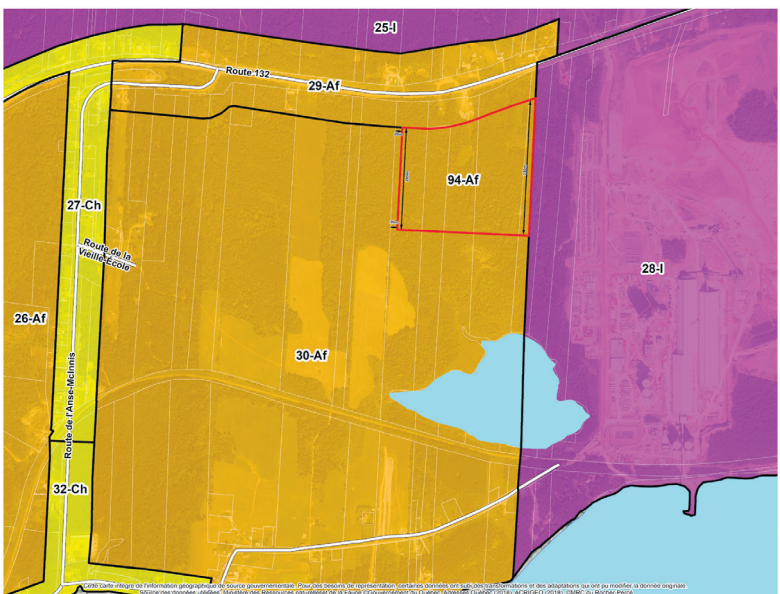 25-I
Route 132
29-Af
94-Af
27-Ch
Route de la
Vieille-École
28-I
26-Af
30-Af
Route de l'Anse-McInnis
32-Ch
Cette carte intègre de l'information géographique de source gouvernementale. Pour des besoins de représentation, certaines données ont subi des transformations et des adaptations qui ont pu modifier la donnée originale.